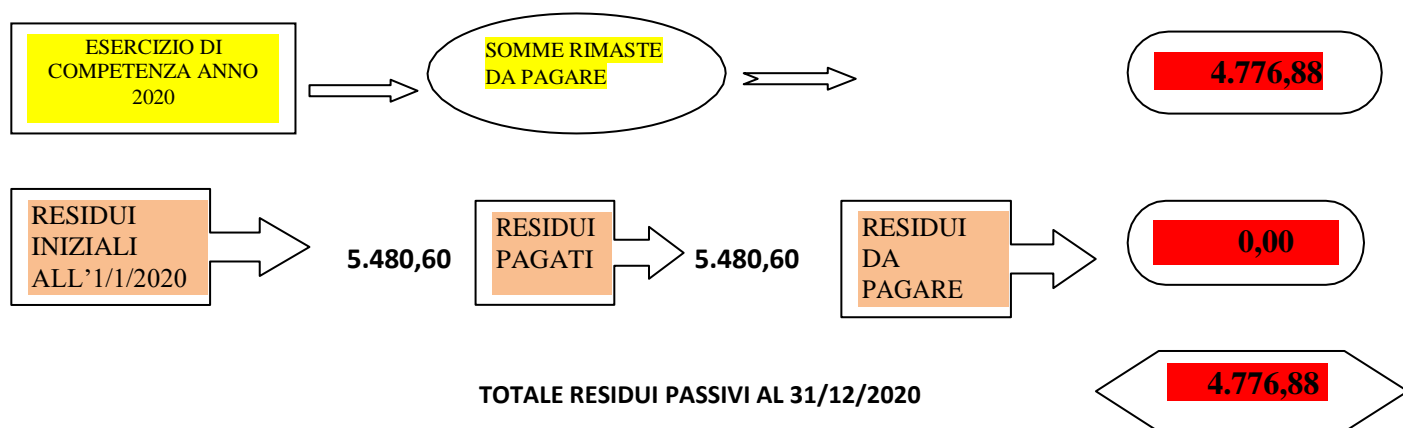 ESERCIZIO DI
COMPETENZA ANNO
2020
SOMME RIMASTE
DA PAGARE
4.776,88
RESIDUI
INIZIALI
ALL'1/1/2020
5.480,60
RESIDUI
PAGATI
5.480,60
RESIDUI
DA
PAGARE
0,00
TOTALE RESIDUI PASSIVI AL 31/12/2020
4.776,88